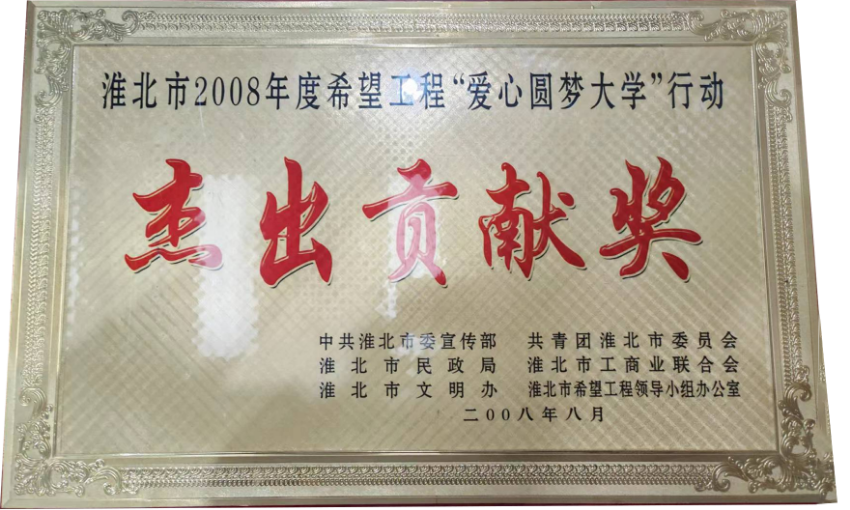 淮北市2008年度希望工程“爱心圆梦大学”行动
杰出贡献奖
中共淮北市委宣传部 共青团淮北市委员会
淮北市民政局 淮北市工商业联合会
淮北市文明办 淮北市希望工程领导小组办公室
二00八年八月